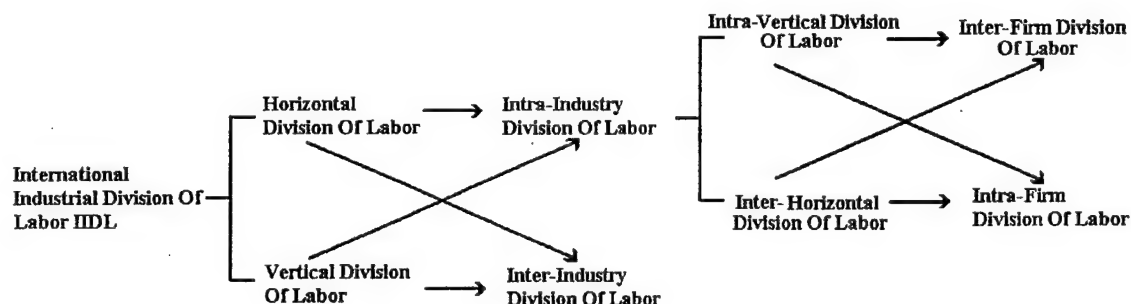 International
Industrial Division Of
Labor IIDL
Horizontal
Division Of Labor
Vertical Division
Of Labor
Intra-Industry
Division Of Labor
Inter-Industry
Division Of Labor
Intra-Vertical Division
Of Labor
Inter-Horizontal
Division Of Labor
Inter-Firm Division
Of Labor
Intra-Firm
Division Of Labor